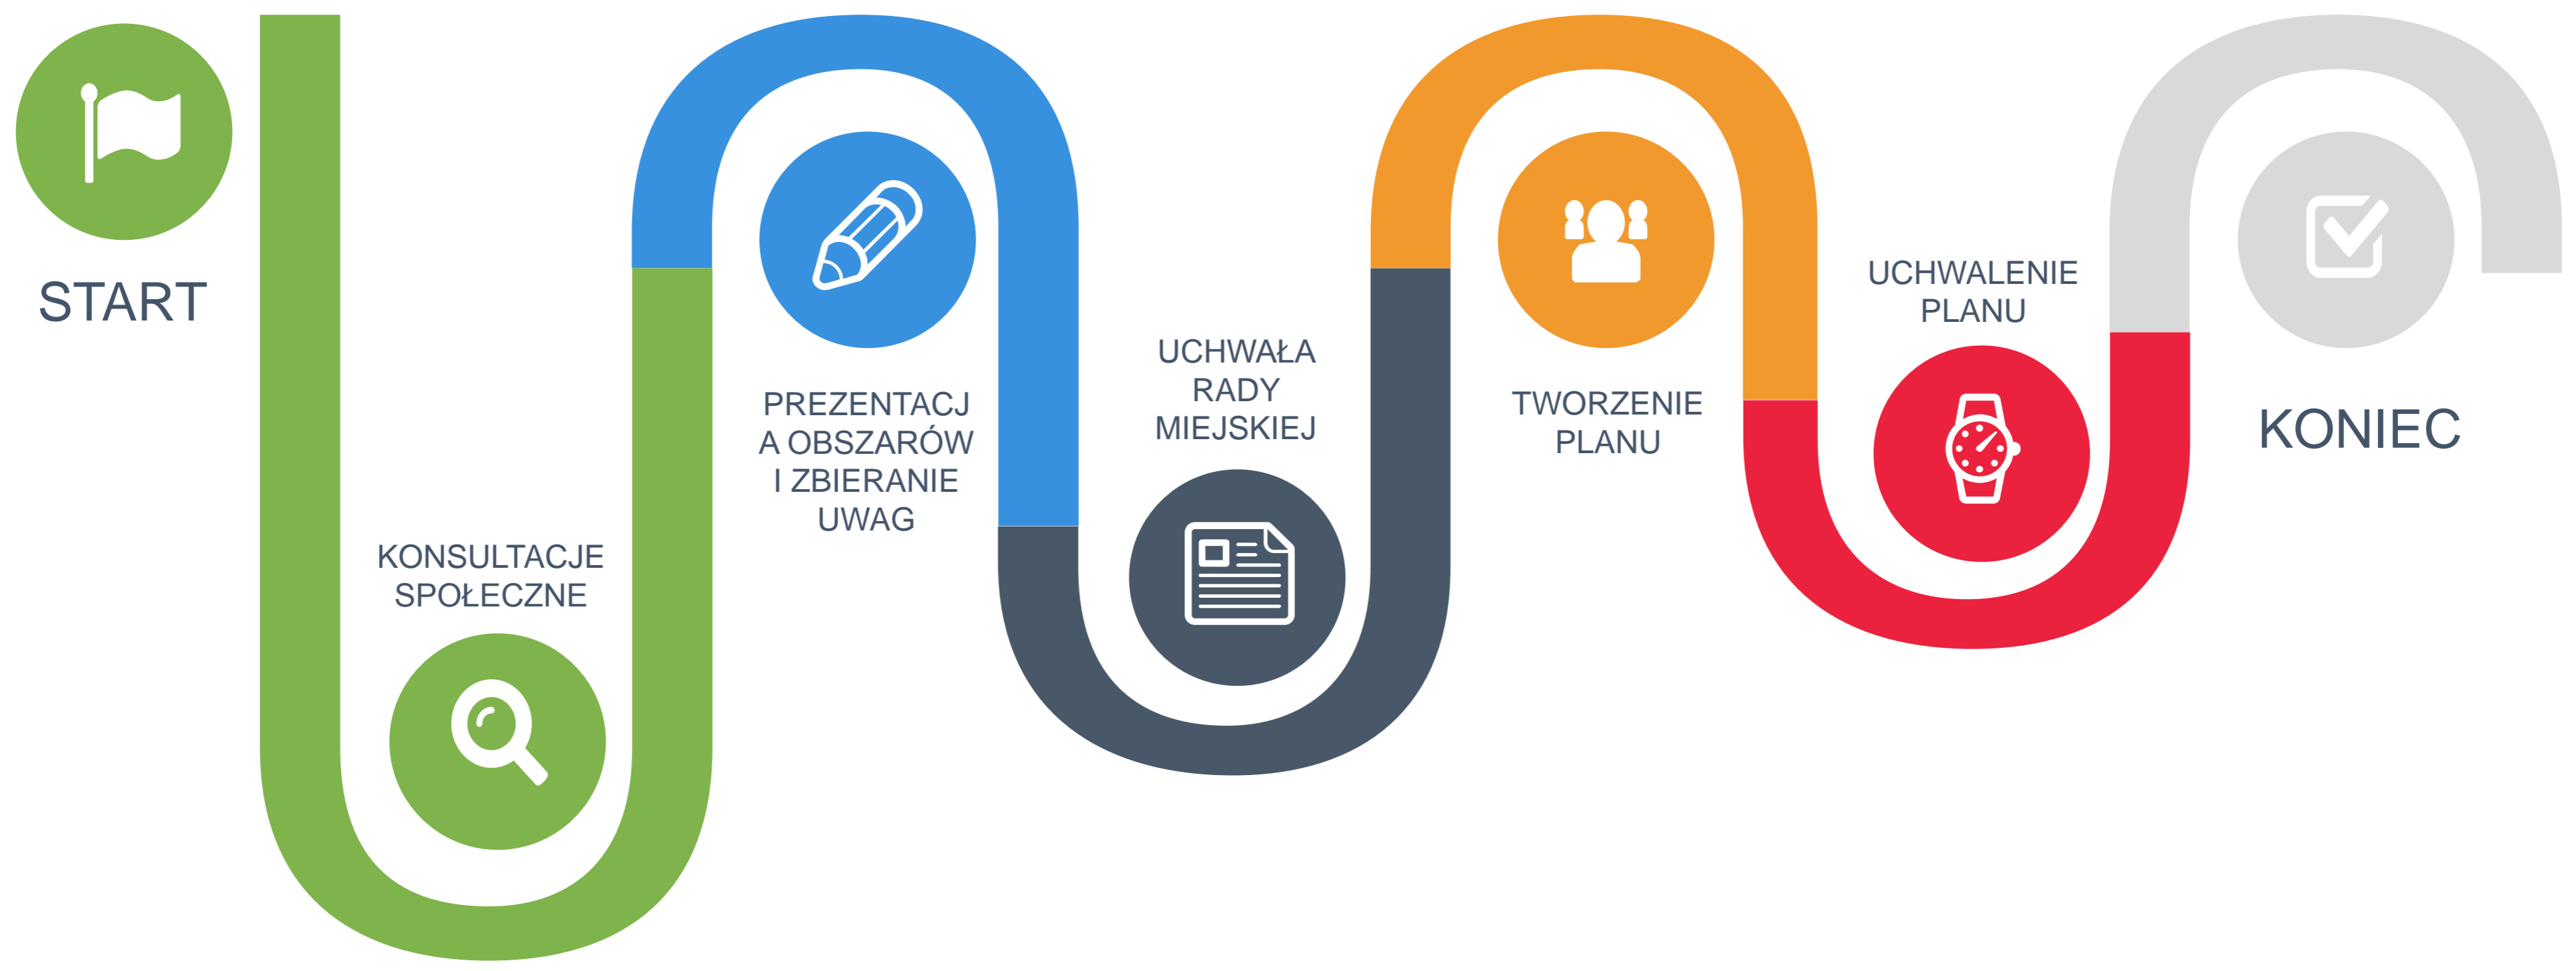 START
KONSULTACJE
SPOŁECZNE
PREZENTACJ
A OBSZARÓW
I ZBIERANIE
UWAG
UCHWAŁA
RADY
MIEJSKIEJ
TWORZENIE
PLANU
UCHWALENIE
PLANU
KONIEC